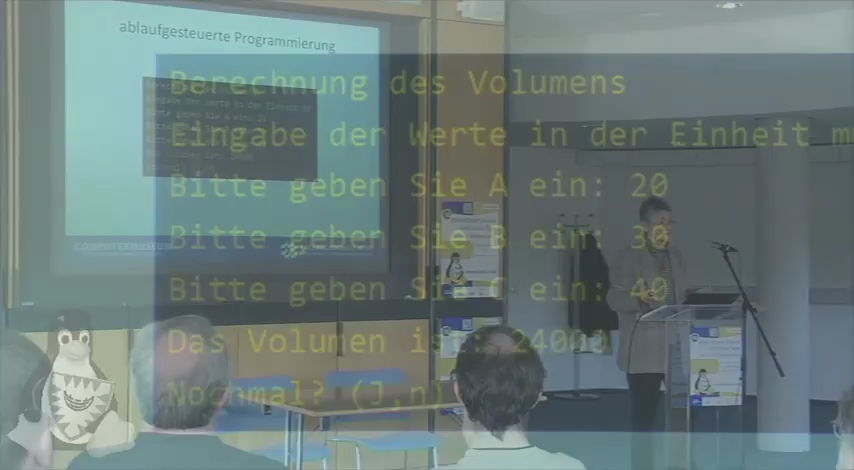 ablaufgesteuerte Programmierung
Berechnung des Volumens
Eingabe der Werte in der Einheit m
Bitte geben Sie A ein: 20
Bitte geben Sie B ein: 30
Bitte geben Sie C ein: 40
Das Volumen ist: 24000
Nochmal? (J,n)
COMPUTERMUSEUM